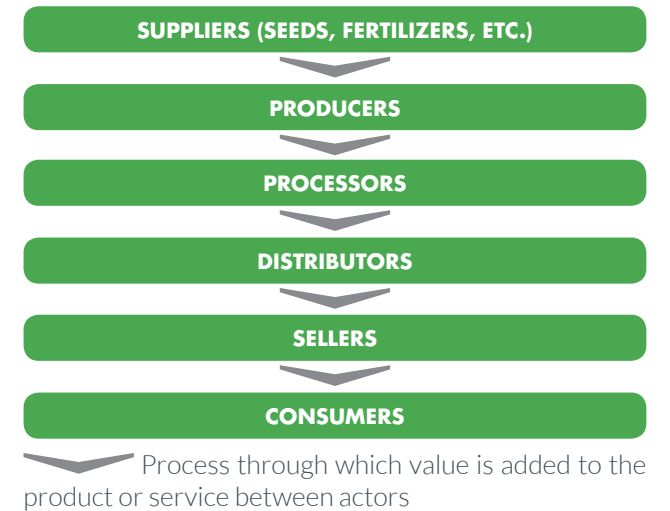 SUPPLIERS (SEEDS, FERTILIZERS, ETC.)
PRODUCERS
PROCESSORS
DISTRIBUTORS
SELLERS
CONSUMERS
Process through which value is added to the
product or service between actors